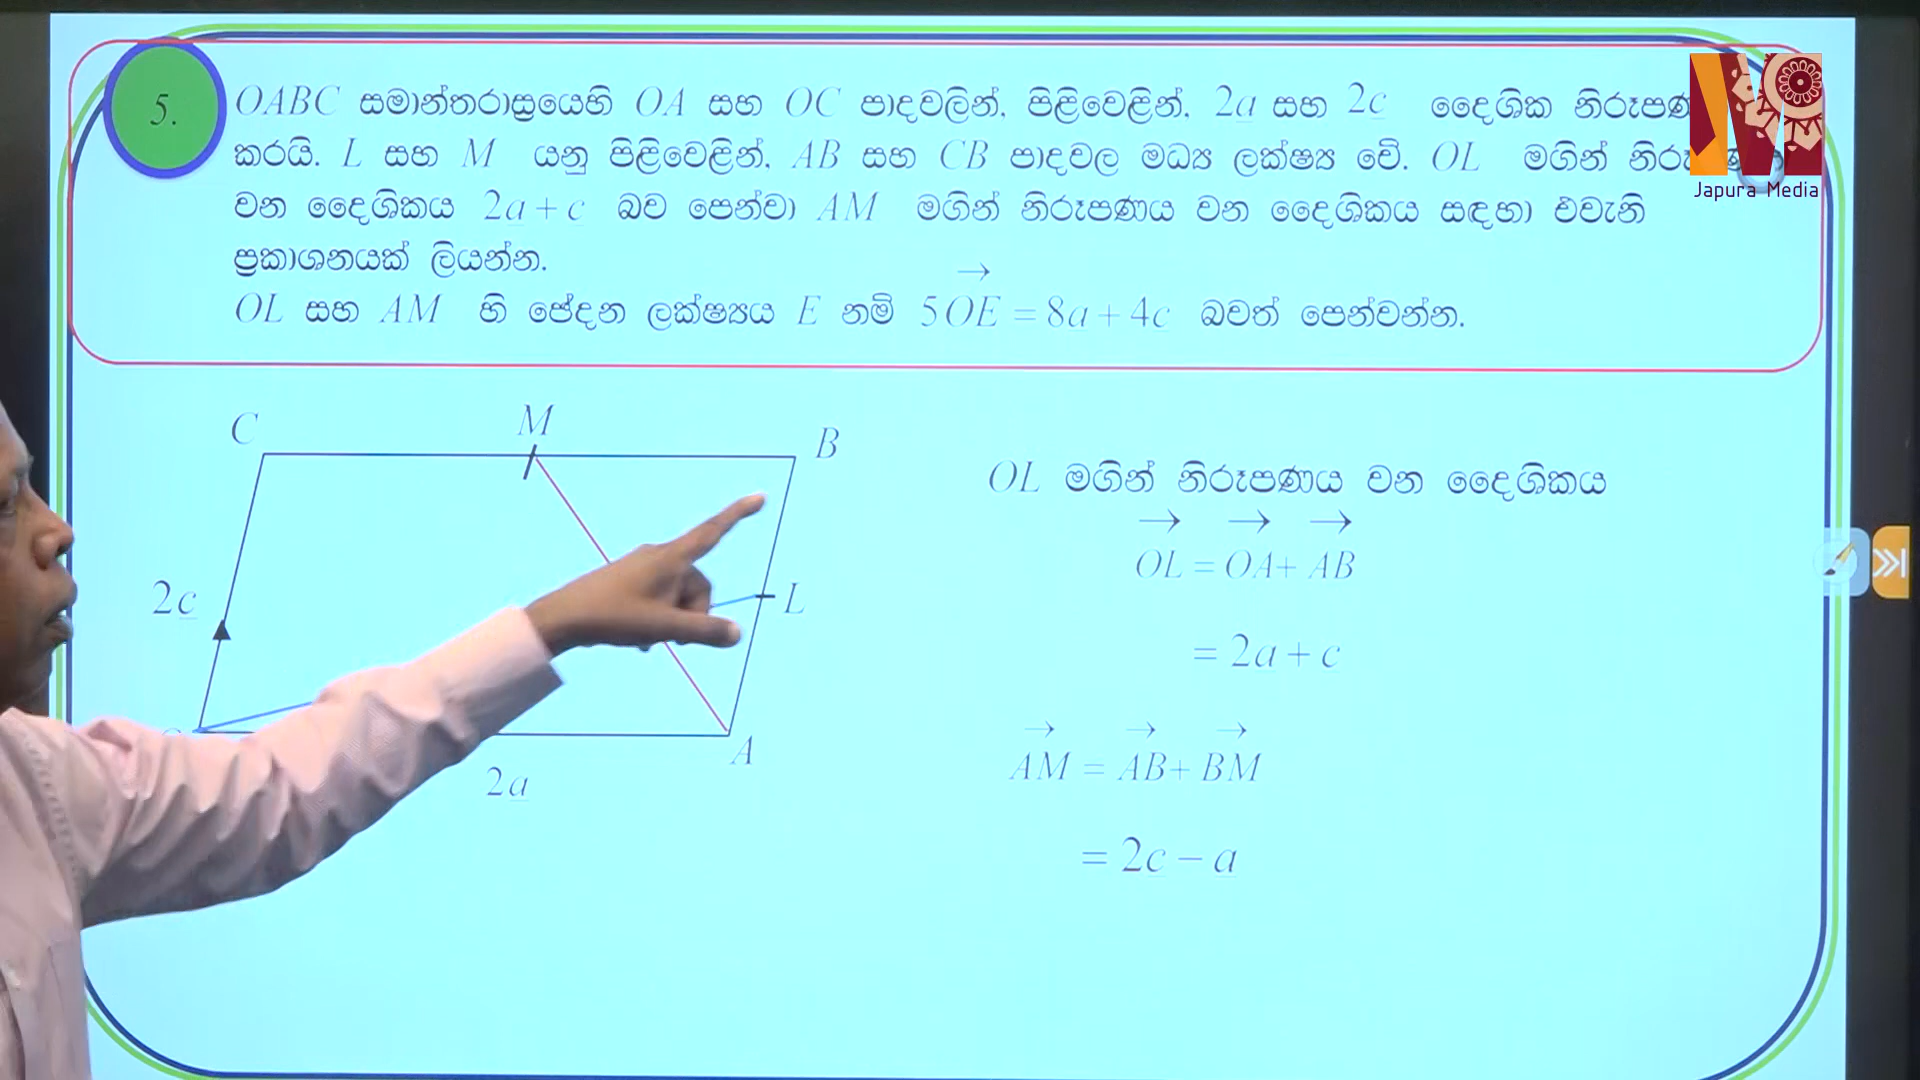 5.
OABC සමාන්තරාස්‍රයෙහි OA සහ OC පාදවලින්, පිළිවෙළින්, 2a සහ 2c දෛශික නිරූපණ
කරයි. L සහ M යනු පිළිවෙළින්, AB සහ CB පාදවල මධ්‍ය ලක්ෂ්‍ය වේ. OL මගින්
වන දෛශිකය 2a + c බව පෙන්වා AM මගින් නිරූපණය වන දෛශිකය සඳහා එවැනි
ප්‍රකාශනයක් ලියන්න.
OL සහ AM හි ඡේදන ලක්ෂ්‍යය E නම් 5OE→ = 8a + 4c බවත් පෙන්වන්න.
Japura Media
C
M
B
2c
L
A
2a
OL මගින් නිරූපණය වන දෛශිකය
OL→ = OA→ + AB→
= 2a + c
AM→ = AB→ + BM→
= 2c − a